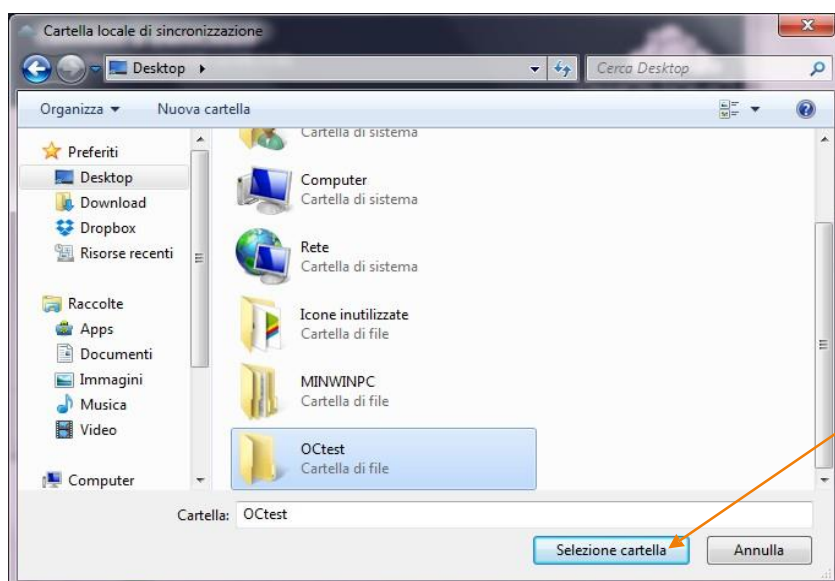 Cartella locale di sincronizzazione
Desktop
Cerca Desktop
Organizza
Nuova cartella
Preferiti
Desktop
Download
Dropbox
Risorse recenti
Raccolte
Apps
Documenti
Immagini
Musica
Video
Computer
Cartella di sistema
Computer
Cartella di sistema
Rete
Cartella di sistema
Icone inutilizzate
Cartella di file
MINWINPC
Cartella di file
OCtest
Cartella di file
Cartella: OCtest
Selezione cartella
Annulla